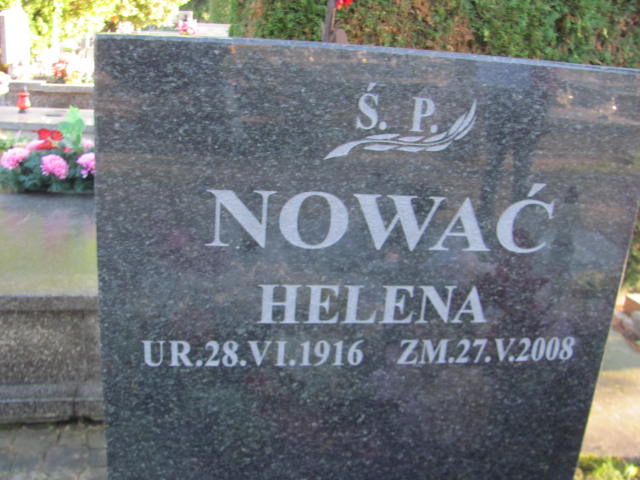 Ś. P.
NOWAĆ
HELENA
UR.28.VI.1916 ZM.27.V.2008